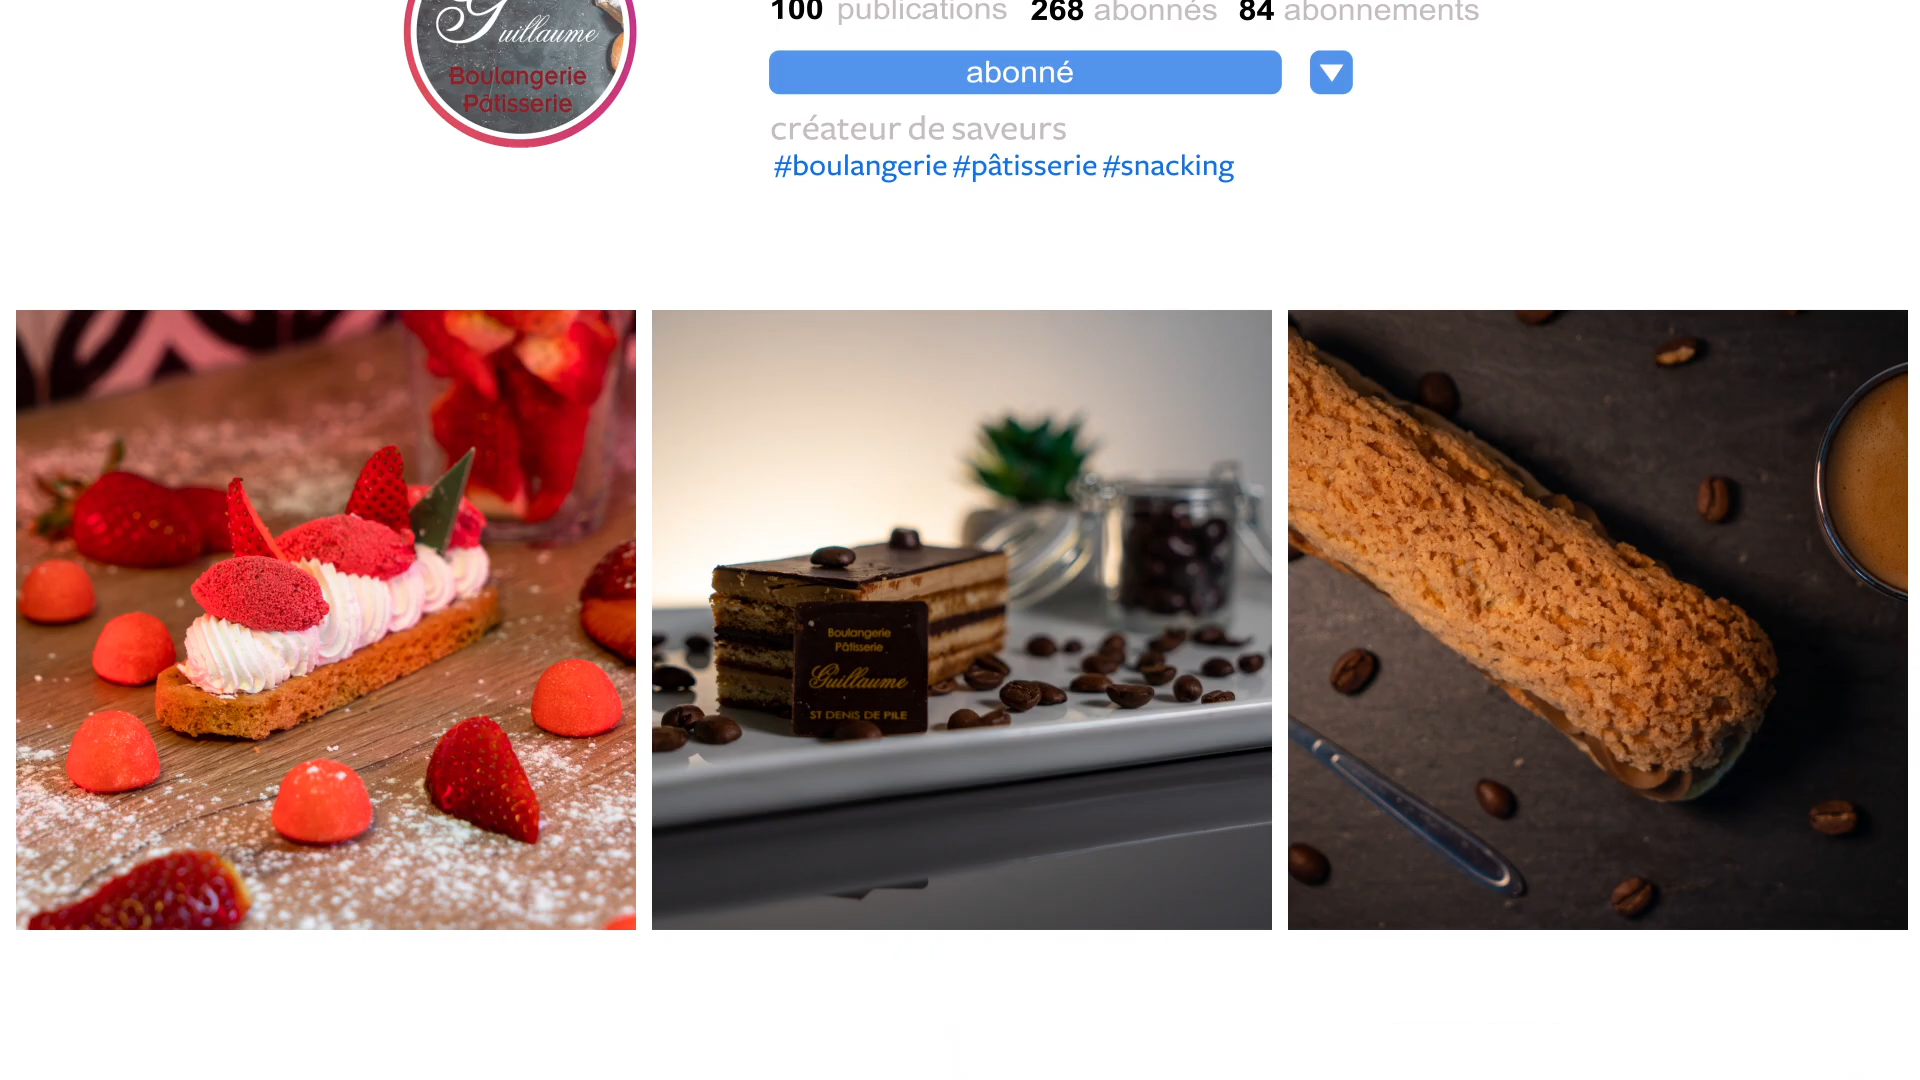 Guillaume
Boulangerie
Pâtisserie
100 publications 268 abonnés 84 abonnements
abonné
créateur de saveurs
#boulangerie #pâtisserie #snacking
Boulangerie
Pâtisserie
Guillaume
ST DENIS DE PILE